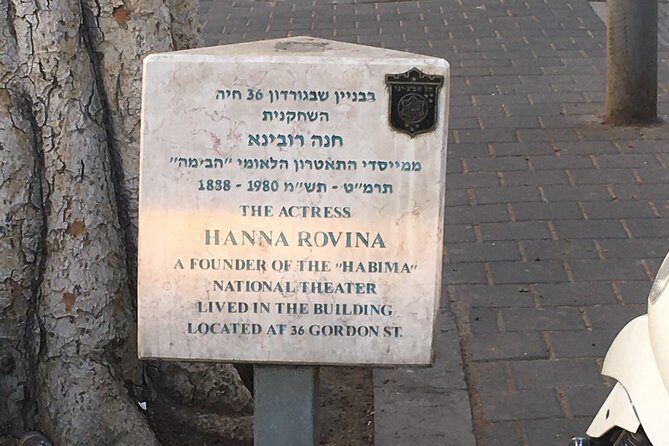 בבניין שבגורדון 36 חיה
השחקנית
חנה רובינא
ממייסדי התאטרון הלאומי "הבימה"
תרמ"ט - תש"מ 1980 - 1888
THE ACTRESS
HANNA ROVINA
A FOUNDER OF THE "HABIMA"
NATIONAL THEATER
LIVED IN THE BUILDING
LOCATED AT 36 GORDON ST.